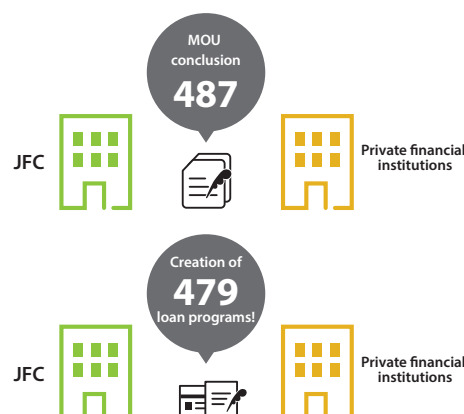 MOU
conclusion
487
JFC
Private financial
institutions
Creation of
479
loan programs!
JFC
Private financial
institutions